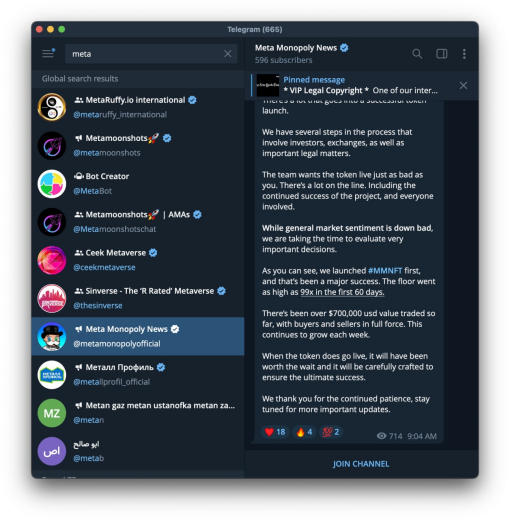 Telegram (665)
meta
Global search results
MetaRuffy.io international
@metaruffy_international
Metamoonshots🚀
@metamoonshots
Bot Creator
@MetaBot
Metamoonshots🚀 | AMAs
@Metamoonshotschat
Ceek Metaverse
@ceekmetaverse
Sinverse - The 'R Rated' Metaverse
@thesinverse
Meta Monopoly News
@metamonopolyofficial
Металл Профиль
@metallprofil_official
MZ
Metan gaz metan ustanofka metan za...
@metan
ايو
ايو صالح
@metab
Meta Monopoly News
596 subscribers
Pinned message
* VIP Legal Copyright * One of our inter...
There's a lot that goes into a successful token
launch.
We have several steps in the process that
involve investors, exchanges, as well as
important legal matters.
The team wants the token live just as bad as
you. There's a lot on the line. Including the
continued success of the project, and everyone
involved.
While general market sentiment is down bad,
we are taking the time to evaluate very
important decisions.
As you can see, we launched #MMNFT first,
and that's been a major success. The floor went
as high as 99x in the first 60 days.
There's been over $700,000 usd value traded so
far, with buyers and sellers in full force. This
continues to grow each week.
When the token does go live, it will have been
worth the wait and it will be carefully crafted to
ensure the ultimate success.
We thank you for the continued patience, stay
tuned for more important updates.
❤️ 18 🔥 4 💯 2
714 9:04 AM
JOIN CHANNEL